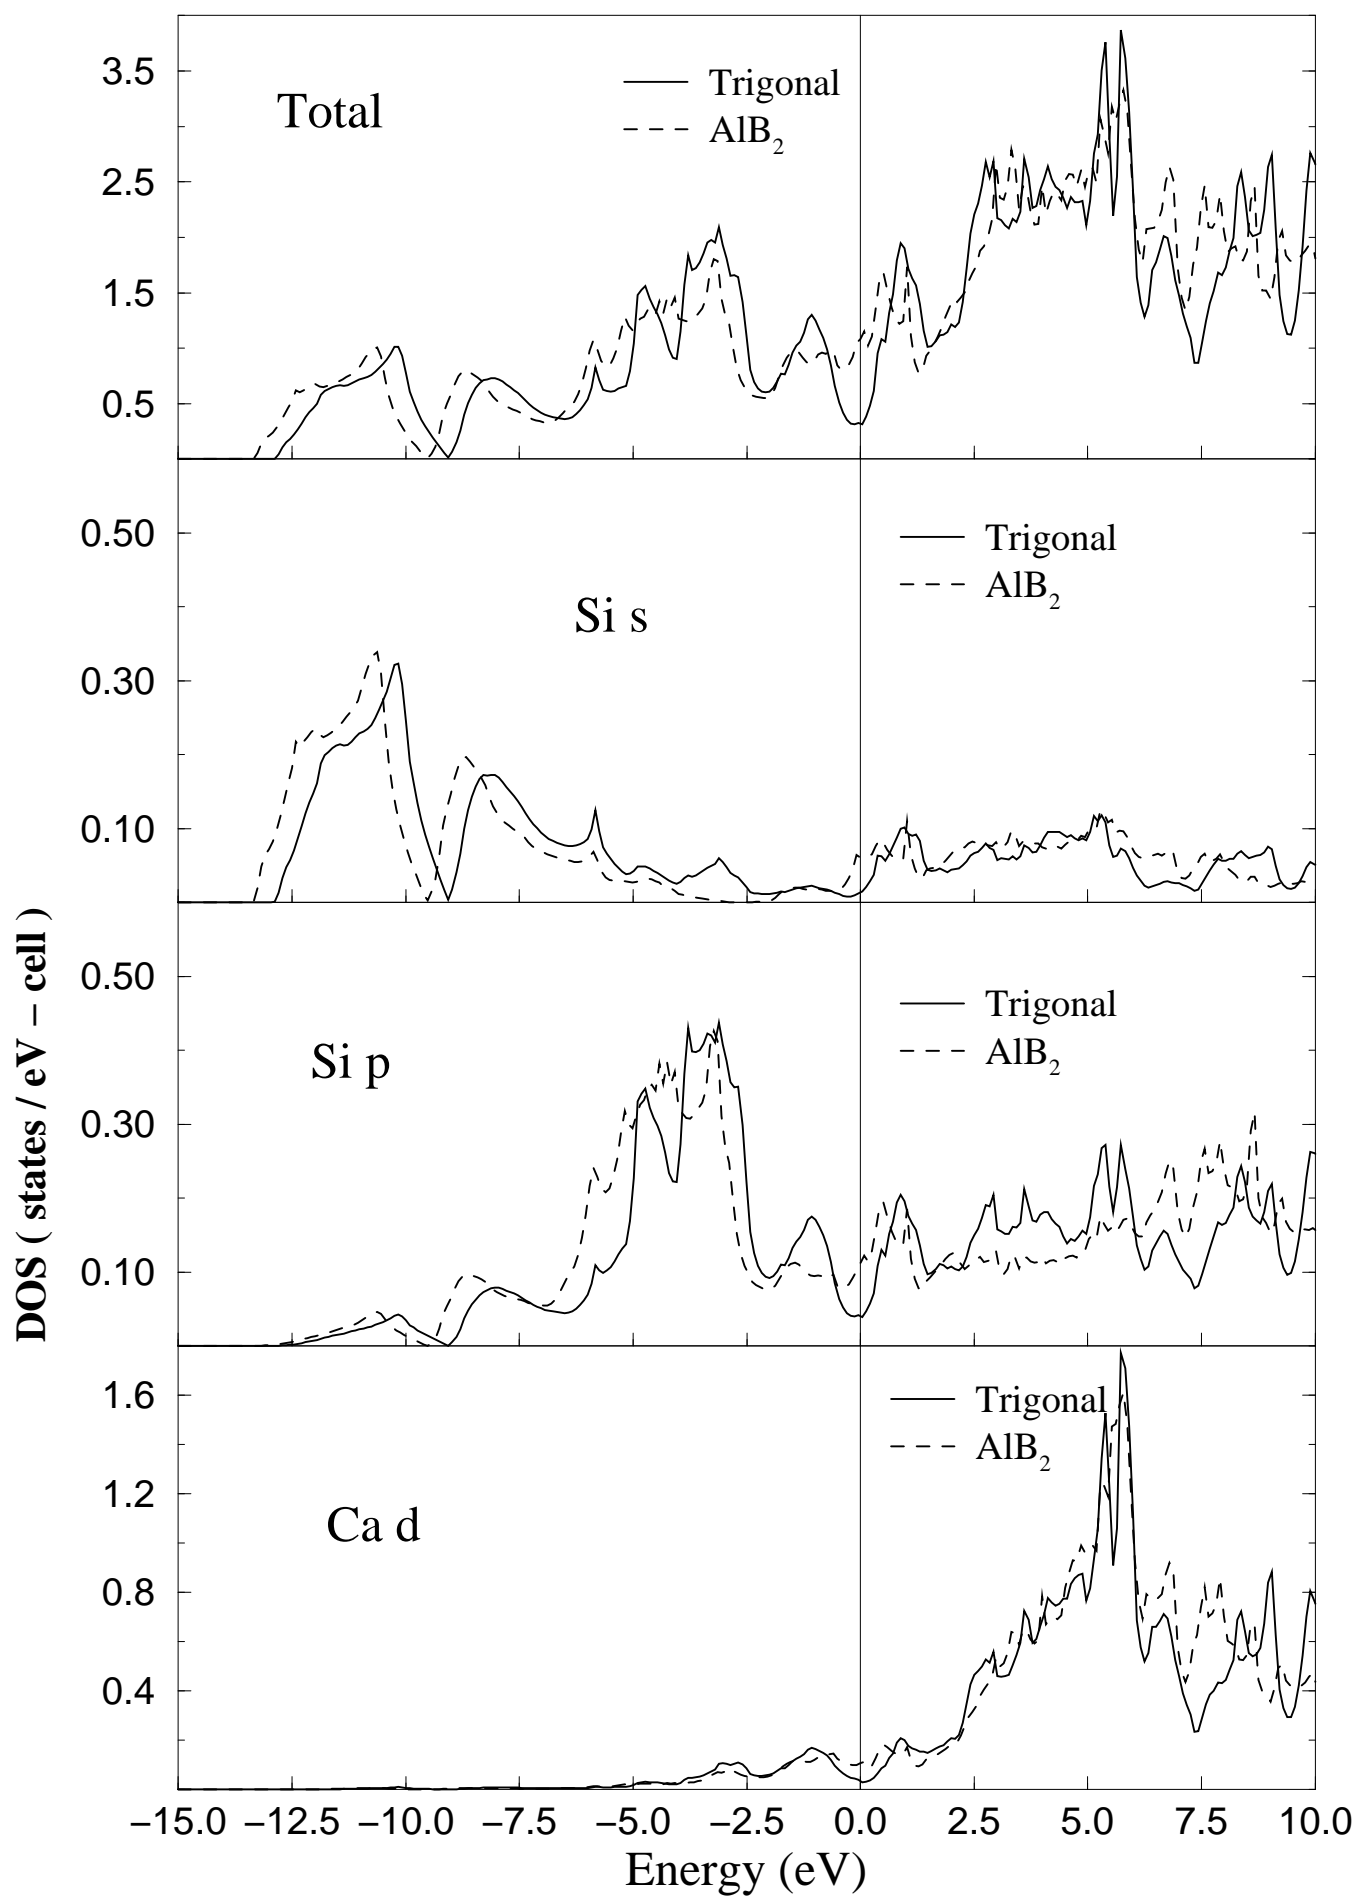 3.5
2.5
1.5
0.5
Total
Trigonal
AlB₂
0.50
0.30
0.10
Si s
Trigonal
AlB₂
0.50
0.30
0.10
Si p
Trigonal
AlB₂
1.6
1.2
0.8
0.4
Ca d
Trigonal
AlB₂
DOS ( states / eV − cell )
−15.0 −12.5 −10.0 −7.5 −5.0 −2.5 0.0 2.5 5.0 7.5 10.0
Energy (eV)